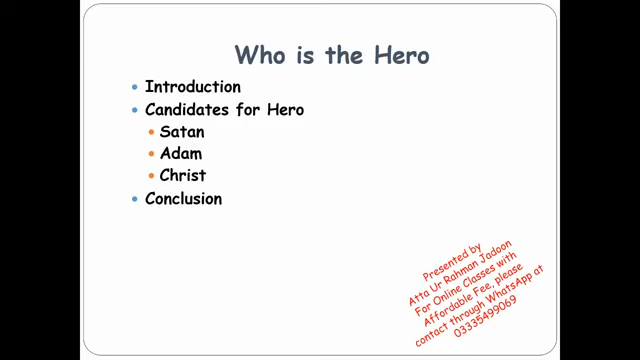 Who is the Hero
Introduction
Candidates for Hero
Satan
Adam
Christ
Conclusion
Presented by
Atta Ur Rahman Jadoon
For Online Classes with
Affordable Fee, please
contact through WhatsApp at
03335499069